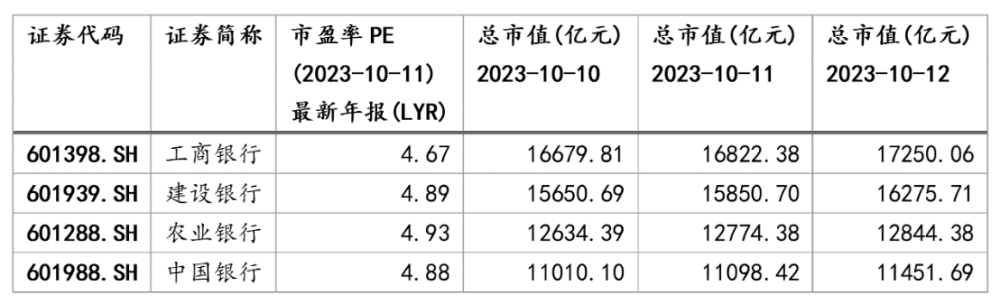 证券代码 证券简称 市盈率 PE 总市值(亿元) 总市值(亿元) 总市值(亿元)
(2023-10-11) 2023-10-10 2023-10-11 2023-10-12
最新年报(LYR)
601398.SH 工商银行 4.67 16679.81 16822.38 17250.06
601939.SH 建设银行 4.89 15650.69 15850.70 16275.71
601288.SH 农业银行 4.93 12634.39 12774.38 12844.38
601988.SH 中国银行 4.88 11010.10 11098.42 11451.69